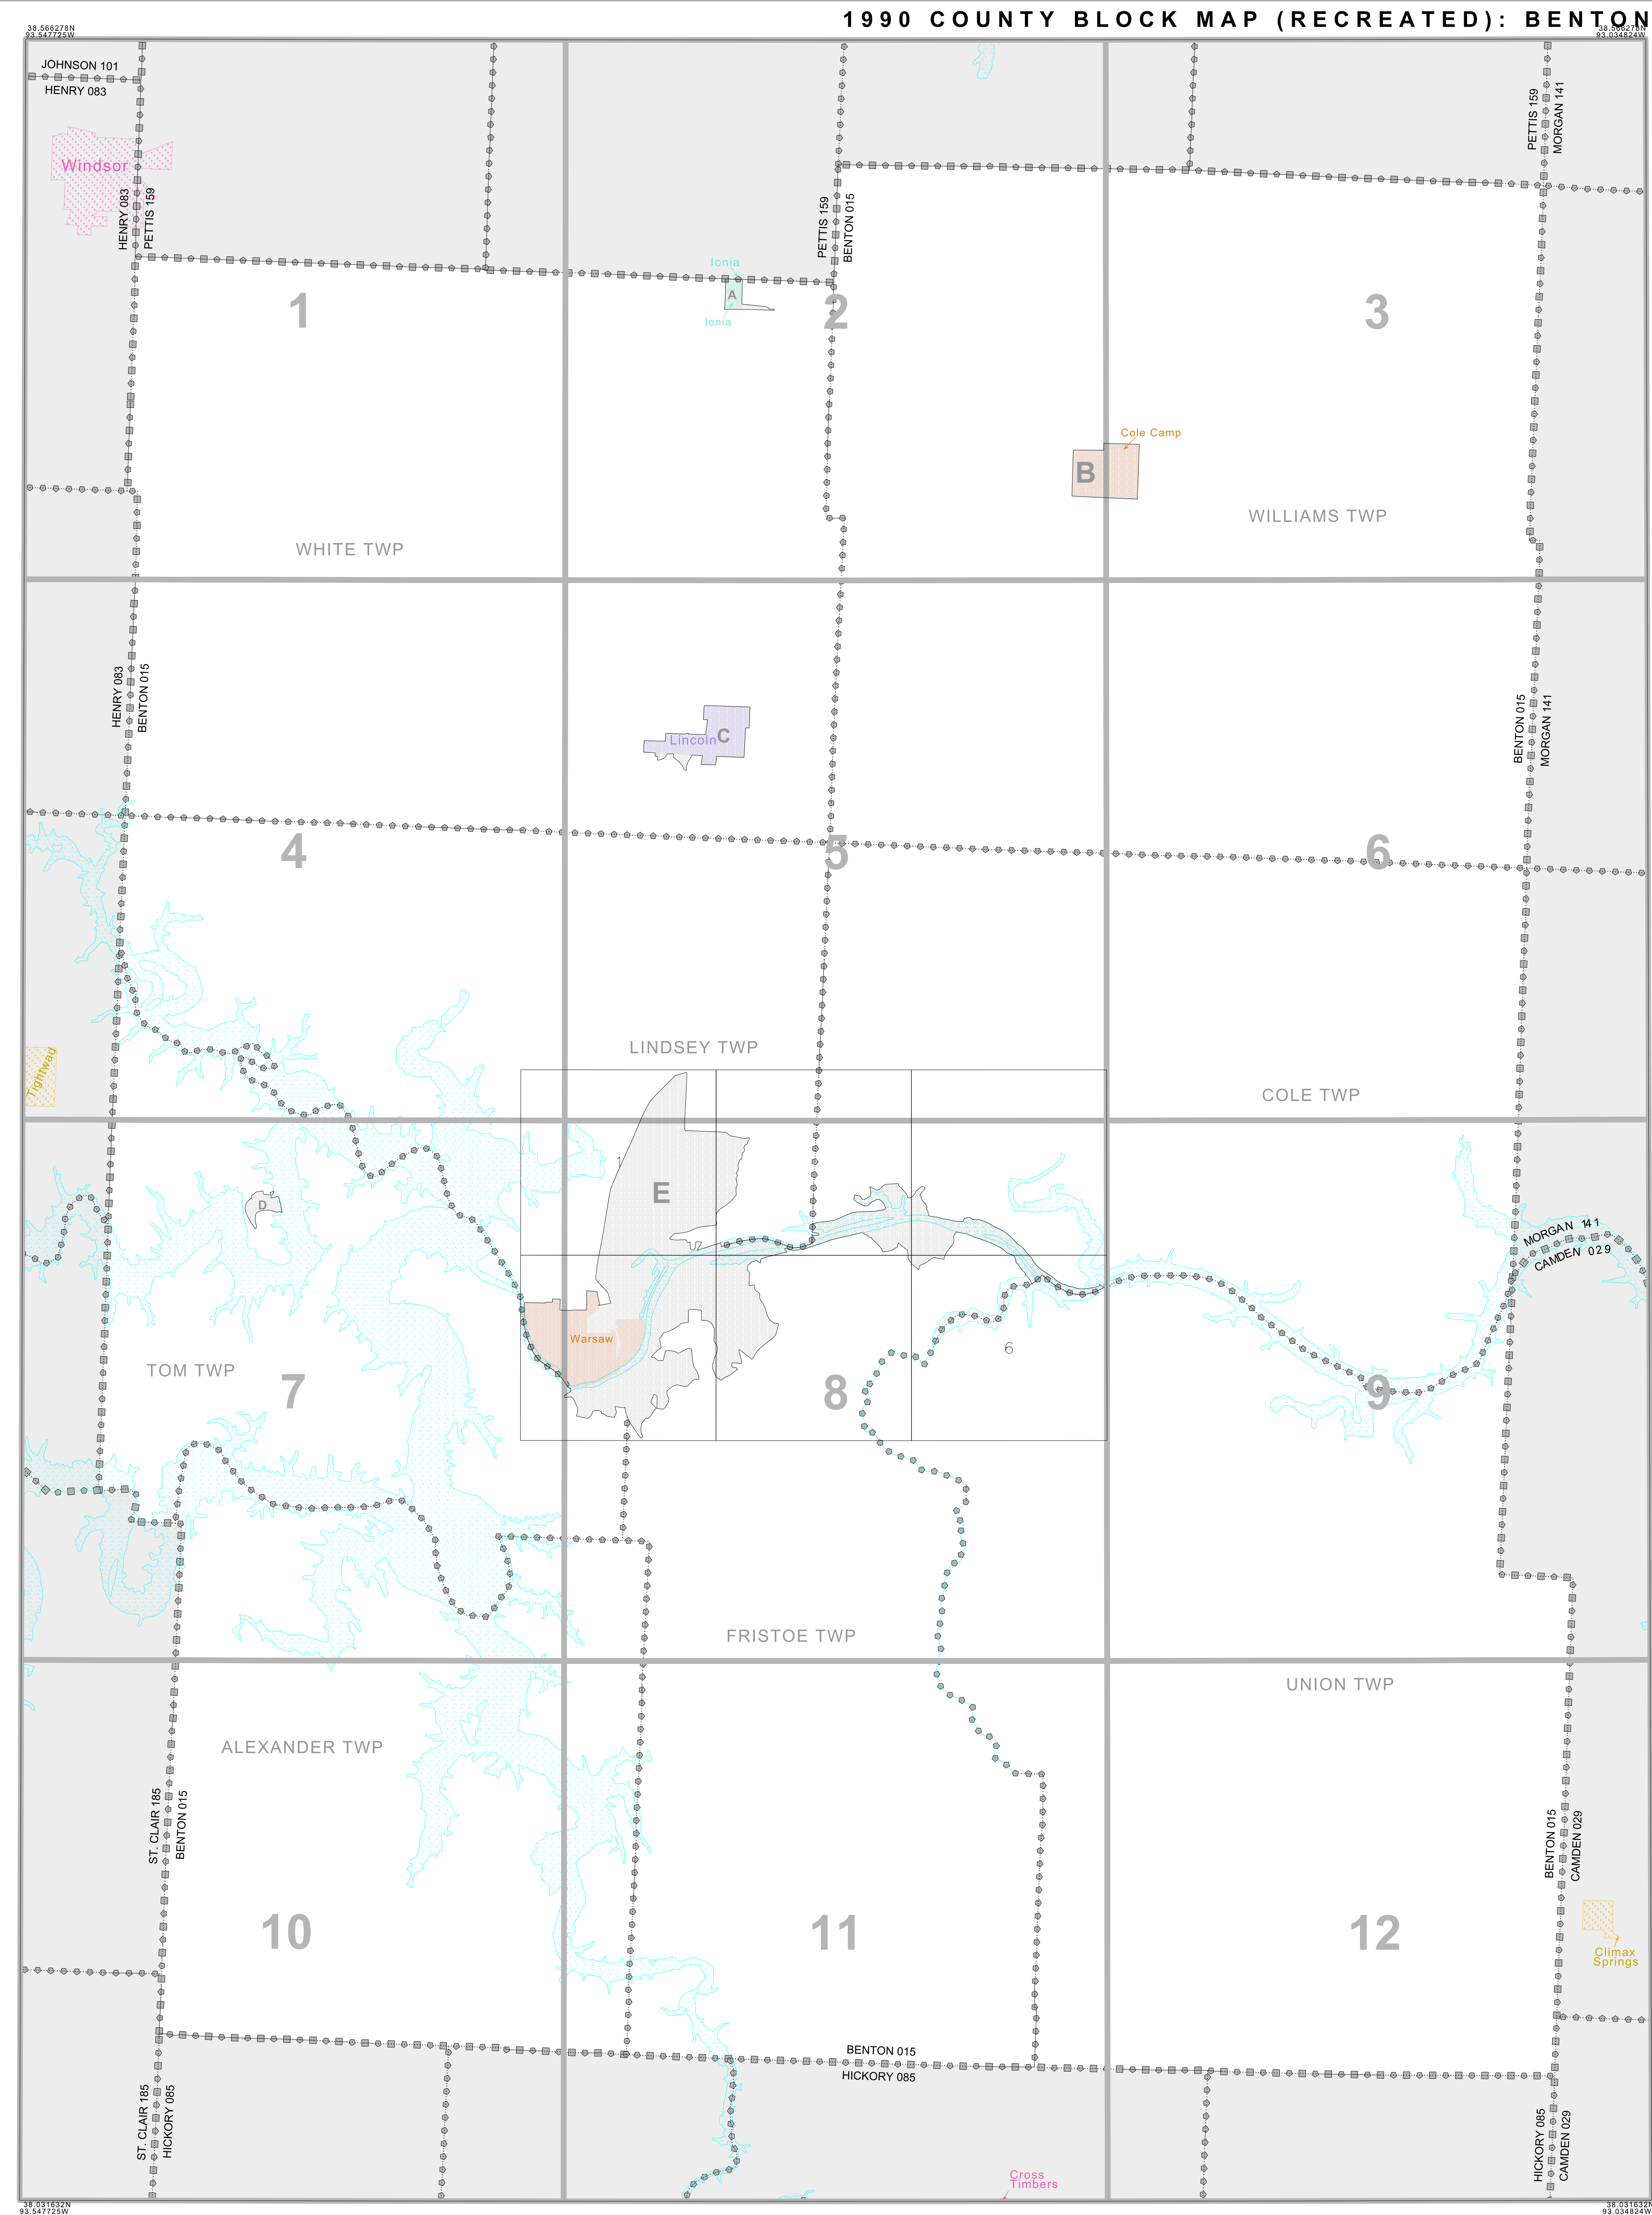 1990 COUNTY BLOCK MAP (RECREATED): BENTON
38.566278N
93.547725W
38.566278N
93.034824W
JOHNSON 101
HENRY 083
Windsor
HENRY 083
PETTIS 159
PETTIS 159
BENTON 015
PETTIS 159
MORGAN 141
Ionia
A
Ionia
1
2
3
Cole Camp
B
WILLIAMS TWP
WHITE TWP
HENRY 083
BENTON 015
Lincoln
C
BENTON 015
MORGAN 141
4
5
6
Tightwad
LINDSEY TWP
COLE TWP
1
E
D
MORGAN 141
CAMDEN 029
Warsaw
6
TOM TWP
7
8
9
FRISTOE TWP
UNION TWP
ALEXANDER TWP
ST. CLAIR 185
BENTON 015
BENTON 015
CAMDEN 029
10
11
12
Climax
Springs
BENTON 015
HICKORY 085
ST. CLAIR 185
HICKORY 085
HICKORY 085
CAMDEN 029
Cross
Timbers
38.031632N
93.547725W
38.031632N
93.034824W